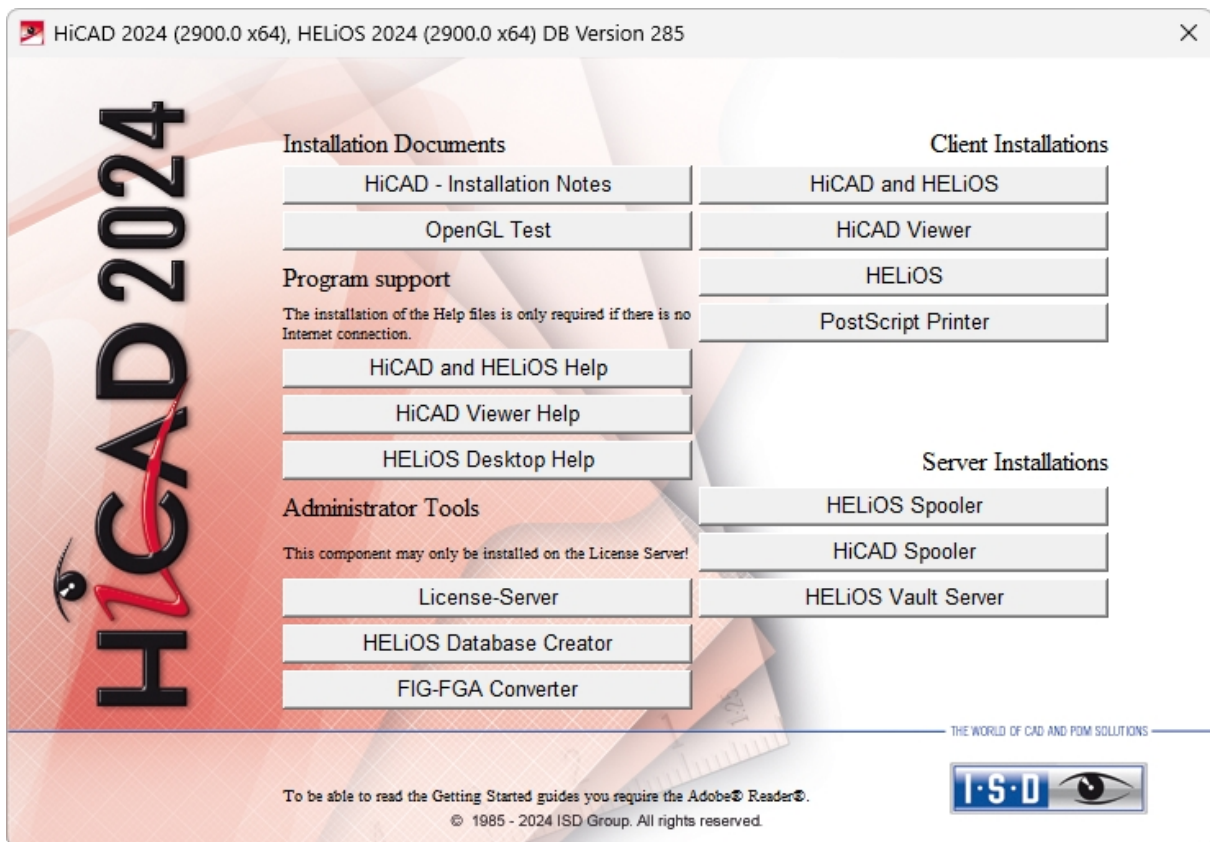 HiCAD 2024 (2900.0 x64), HELiOS 2024 (2900.0 x64) DB Version 285
HiCAD 2024
Installation Documents
HiCAD - Installation Notes
OpenGL Test
Program support
The installation of the Help files is only required if there is no
Internet connection.
HiCAD and HELiOS Help
HiCAD Viewer Help
HELiOS Desktop Help
Administrator Tools
This component may only be installed on the License Server!
License-Server
HELiOS Database Creator
FIG-FGA Converter
Client Installations
HiCAD and HELiOS
HiCAD Viewer
HELiOS
PostScript Printer
Server Installations
HELiOS Spooler
HiCAD Spooler
HELiOS Vault Server
1:2,5
1
THE WORLD OF CAD AND PDM SOLUTIONS
I·S·D
To be able to read the Getting Started guides you require the Adobe® Reader®.
© 1985 - 2024 ISD Group. All rights reserved.